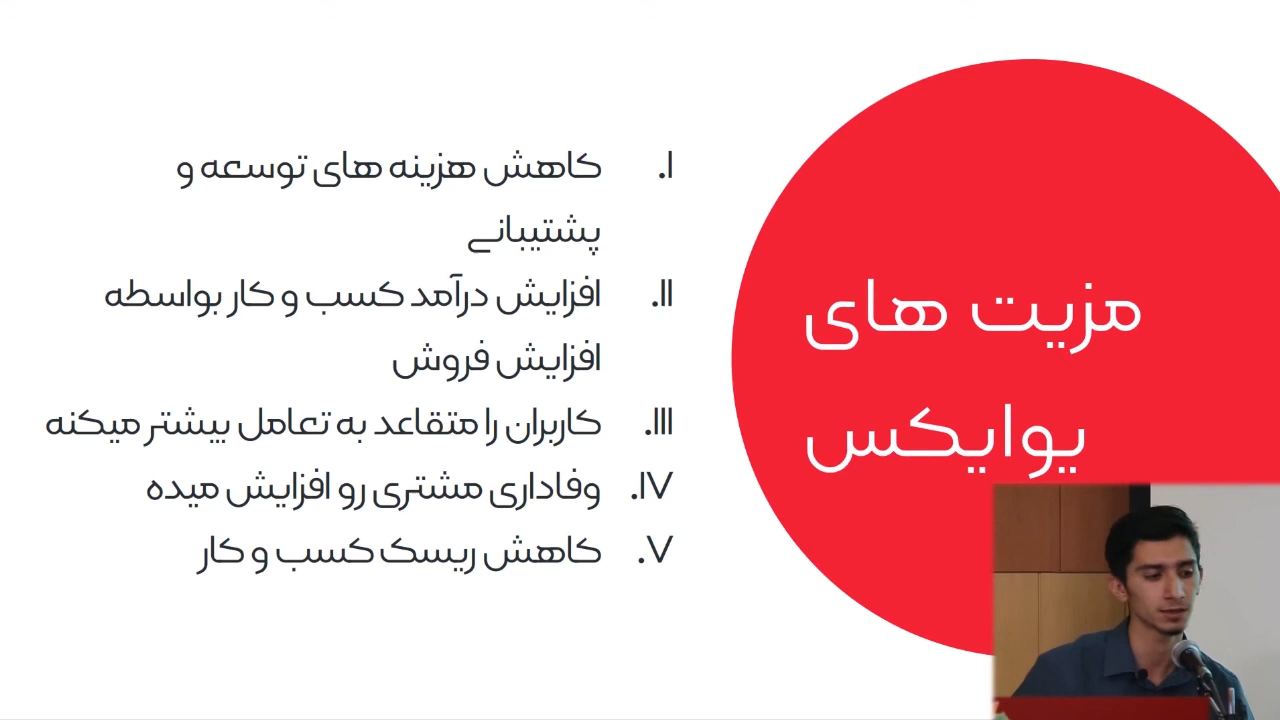 مزیت های
یوایکس
I. کاهش هزینه های توسعه و
پشتیبانی
II. افزایش درآمد کسب و کار بواسطه
افزایش فروش
III. کاربران را متقاعد به تعامل بیشتر میکنه
IV. وفاداری مشتری رو افزایش میده
V. کاهش ریسک کسب و کار